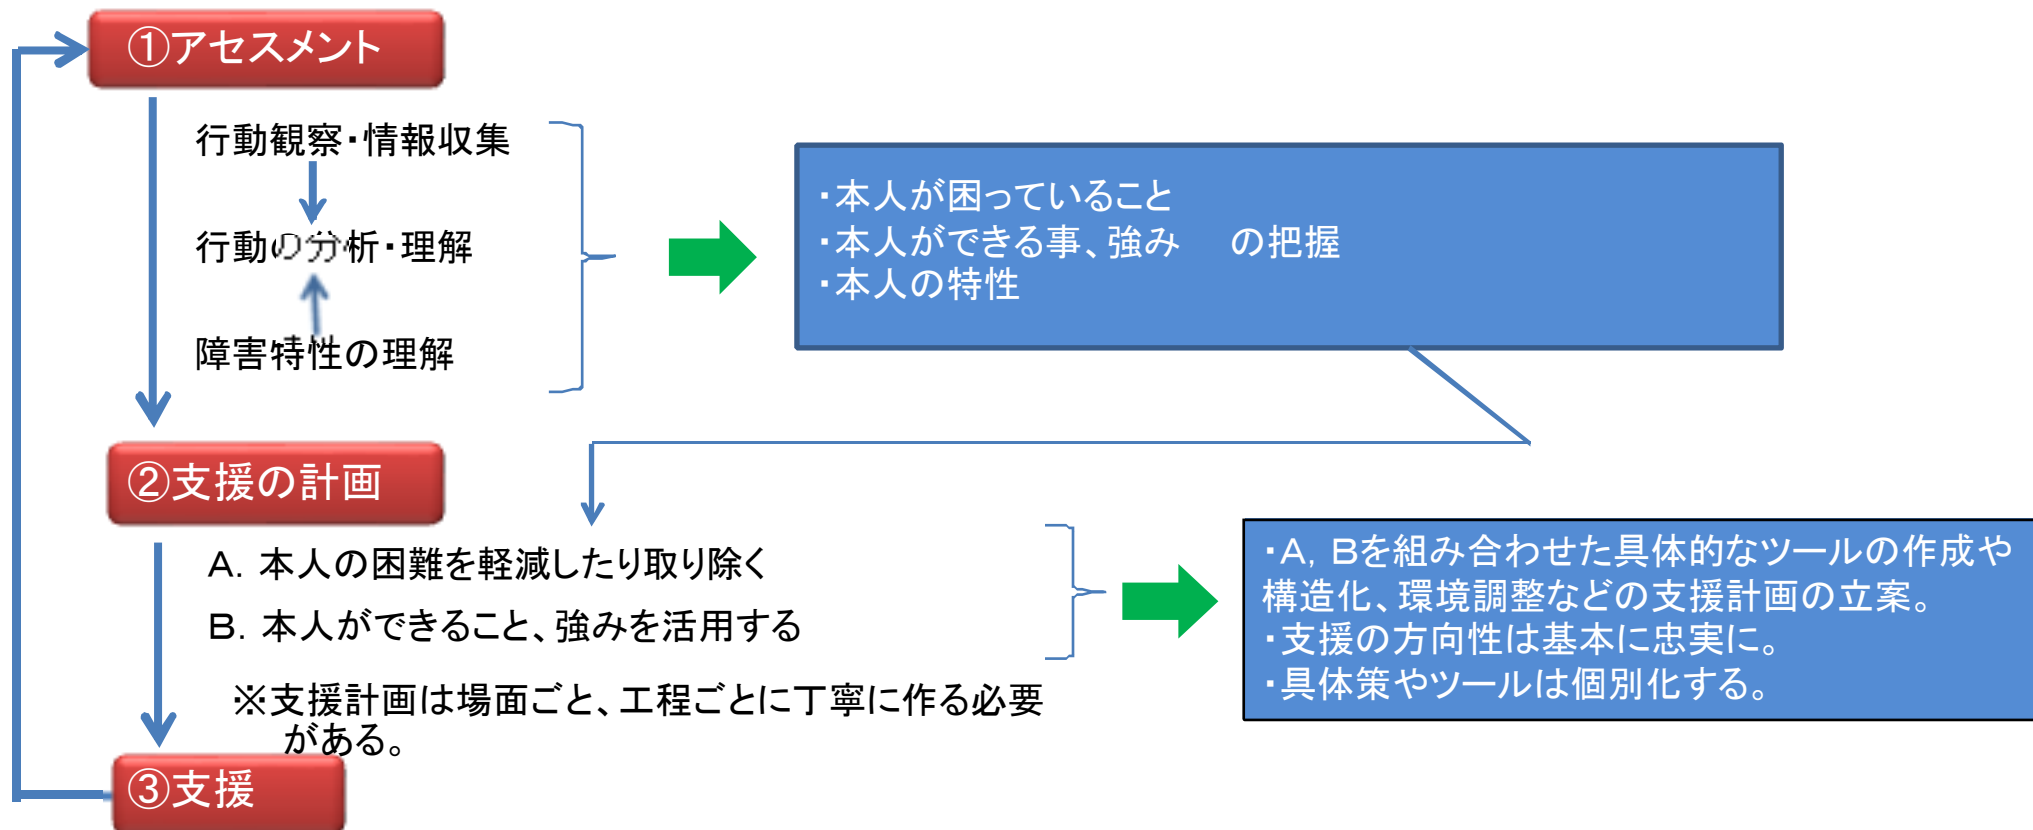 ①アセスメント
行動観察・情報収集
行動の分析・理解
障害特性の理解
・本人が困っていること
・本人ができる事、強み　の把握
・本人の特性
②支援の計画
A. 本人の困難を軽減したり取り除く
B. 本人ができること、強みを活用する
※支援計画は場面ごと、工程ごとに丁寧に作る必要
がある。
・A, Bを組み合わせた具体的なツールの作成や
構造化、環境調整などの支援計画の立案。
・支援の方向性は基本に忠実に。
・具体策やツールは個別化する。
③支援